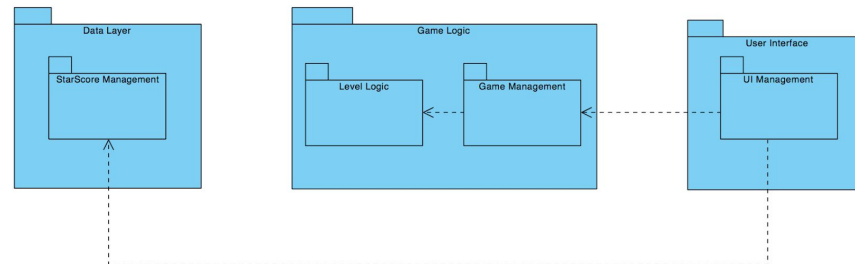 Data Layer
StarScore Management
Game Logic
Level Logic
Game Management
User Interface
UI Management